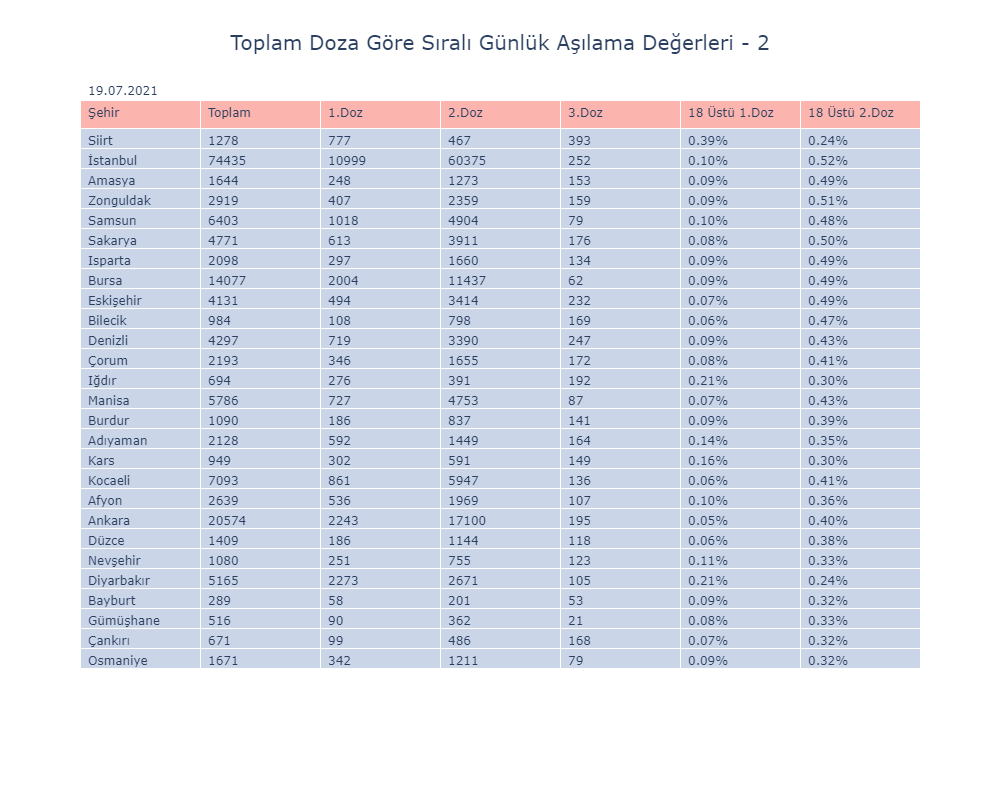 Toplam Doza Göre Sıralı Günlük Aşılama Değerleri - 2
19.07.2021
Şehir Toplam 1.Doz 2.Doz 3.Doz 18 Üstü 1.Doz 18 Üstü 2.Doz
Siirt 1278 777 467 393 0.39% 0.24%
İstanbul 74435 10999 60375 252 0.10% 0.52%
Amasya 1644 248 1273 153 0.09% 0.49%
Zonguldak 2919 407 2359 159 0.09% 0.51%
Samsun 6403 1018 4904 79 0.10% 0.48%
Sakarya 4771 613 3911 176 0.08% 0.50%
Isparta 2098 297 1660 134 0.09% 0.49%
Bursa 14077 2004 11437 62 0.09% 0.49%
Eskişehir 4131 494 3414 232 0.07% 0.49%
Bilecik 984 108 798 169 0.06% 0.47%
Denizli 4297 719 3390 247 0.09% 0.43%
Çorum 2193 346 1655 172 0.08% 0.41%
Iğdır 694 276 391 192 0.21% 0.30%
Manisa 5786 727 4753 87 0.07% 0.43%
Burdur 1090 186 837 141 0.09% 0.39%
Adıyaman 2128 592 1449 164 0.14% 0.35%
Kars 949 302 591 149 0.16% 0.30%
Kocaeli 7093 861 5947 136 0.06% 0.41%
Afyon 2639 536 1969 107 0.10% 0.36%
Ankara 20574 2243 17100 195 0.05% 0.40%
Düzce 1409 186 1144 118 0.06% 0.38%
Nevşehir 1080 251 755 123 0.11% 0.33%
Diyarbakır 5165 2273 2671 105 0.21% 0.24%
Bayburt 289 58 201 53 0.09% 0.32%
Gümüşhane 516 90 362 21 0.08% 0.33%
Çankırı 671 99 486 168 0.07% 0.32%
Osmaniye 1671 342 1211 79 0.09% 0.32%